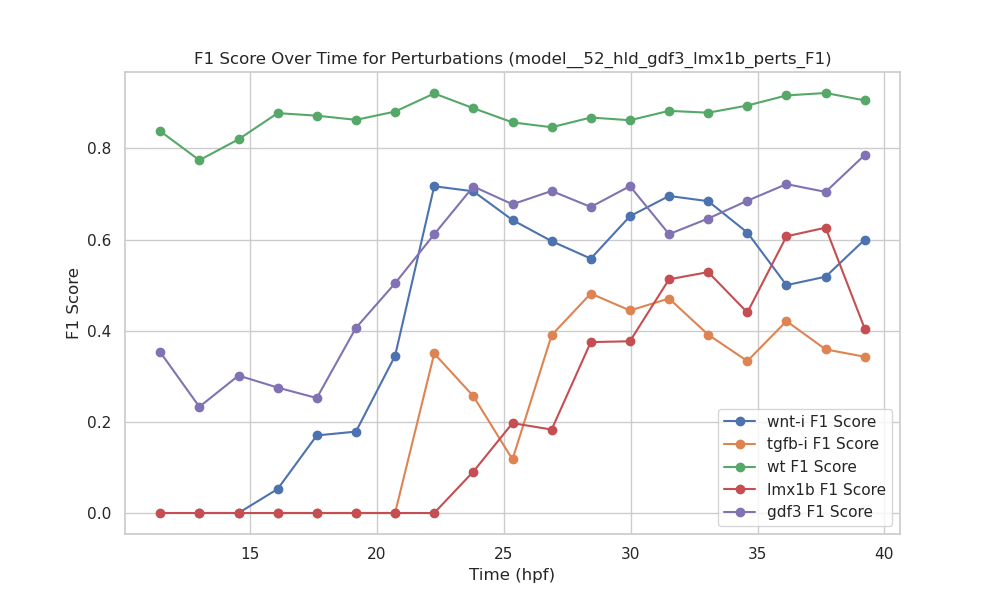 F1 Score Over Time for Perturbations (model__52_hld_gdf3_lmx1b_perts_F1)
F1 Score
0.8
0.6
0.4
0.2
0.0
wnt-i F1 Score
tgfb-i F1 Score
wt F1 Score
lmx1b F1 Score
gdf3 F1 Score
15 20 25 30 35 40
Time (hpf)